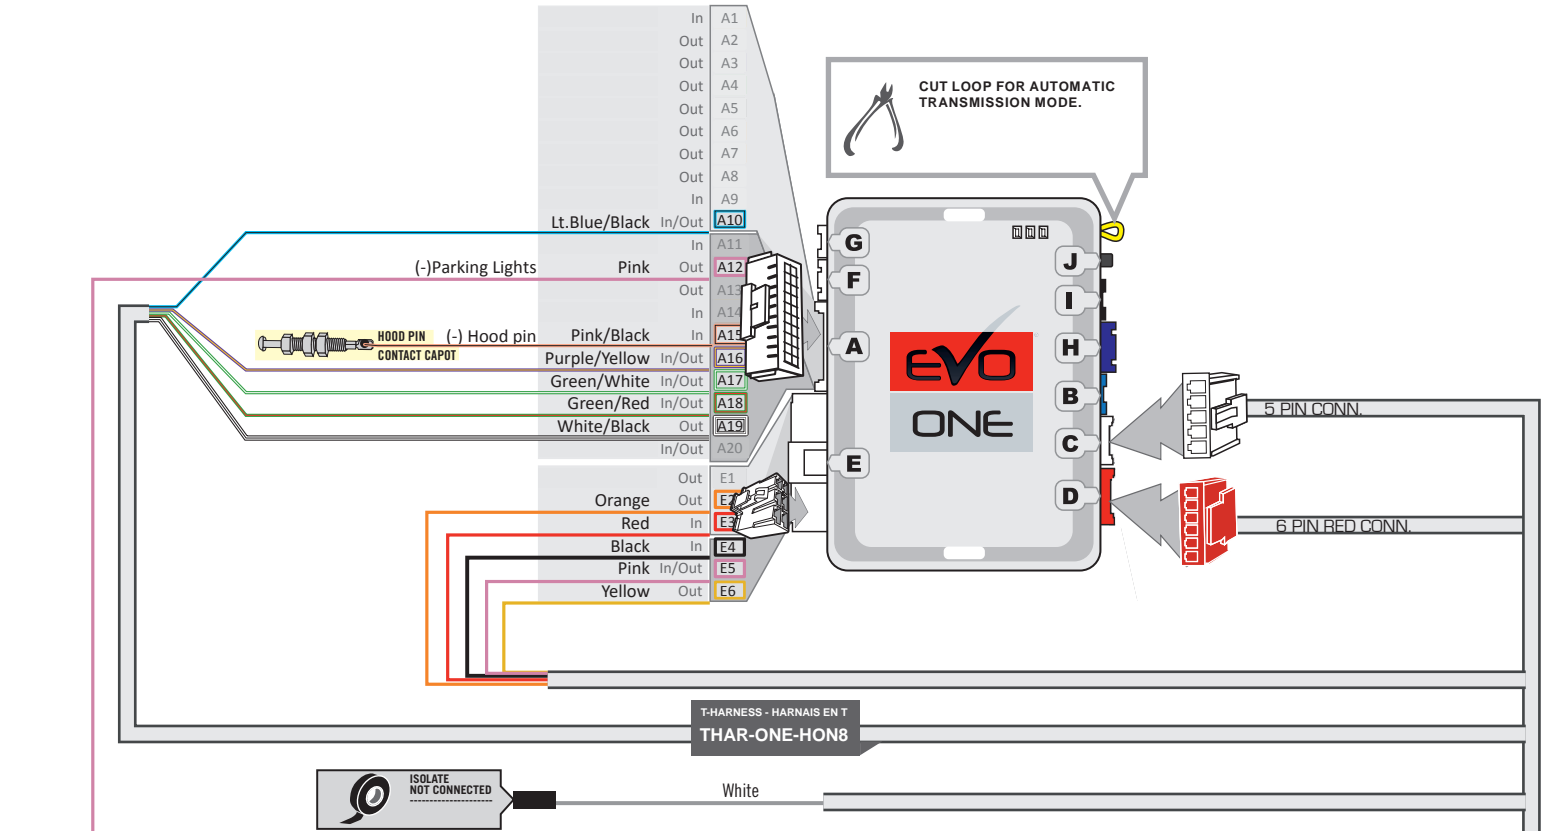 In A1
Out A2
Out A3
Out A4
Out A5
Out A6
Out A7
Out A8
In A9
Lt.Blue/Black In/Out A10
In A11
(-)Parking Lights Pink Out A12
Out A13
In A14
HOOD PIN (-) Hood pin Pink/Black In A15
CONTACT CAPOT
Purple/Yellow In/Out A16
Green/White In/Out A17
Green/Red In/Out A18
White/Black Out A19
In/Out A20
Out E1
Orange Out E2
Red In E3
Black In E4
Pink In/Out E5
Yellow Out E6
CUT LOOP FOR AUTOMATIC
TRANSMISSION MODE.
G
F
A
E
J
I
H
B
C
D
EVO
ONE
5 PIN CONN.
6 PIN RED CONN.
T-HARNESS - HARNAIS EN T
THAR-ONE-HON8
ISOLATE
NOT CONNECTED
---------------------
White